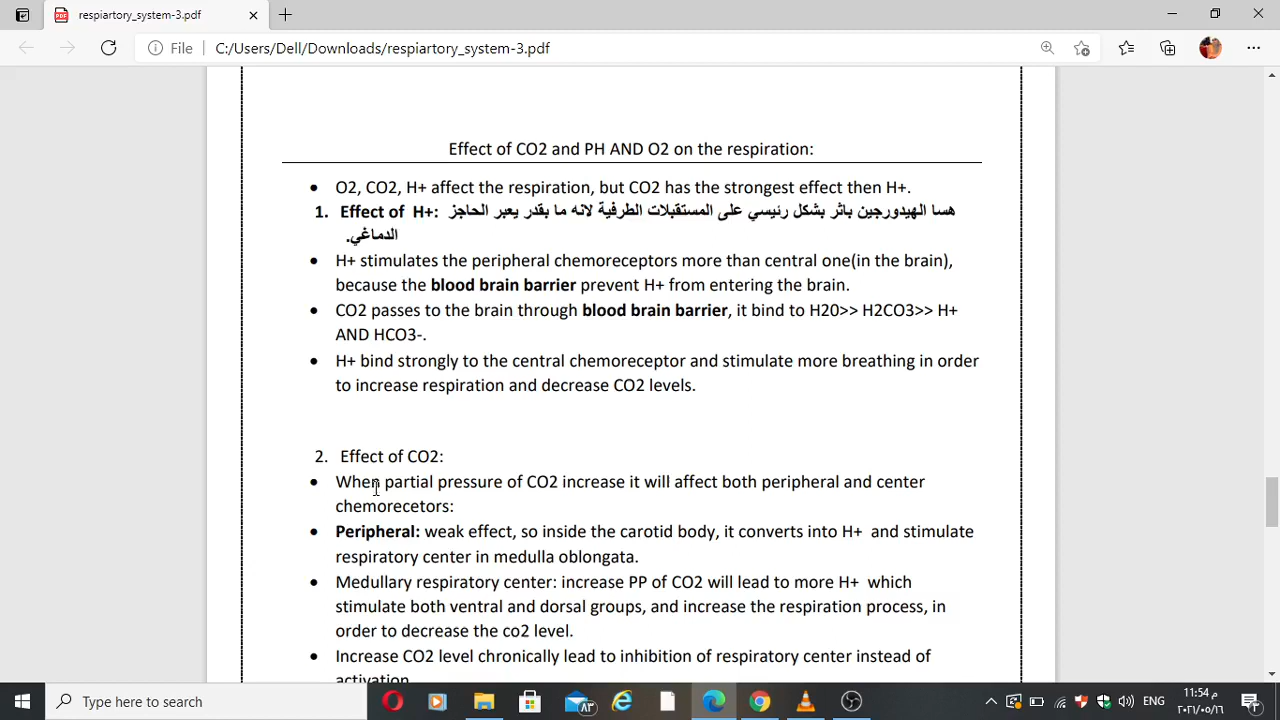 respiartory_system-3.pdf
File
C:/Users/Dell/Downloads/respiartory_system-3.pdf
Effect of CO2 and PH AND O2 on the respiration:
• O2, CO2, H+ affect the respiration, but CO2 has the strongest effect then H+.
1. Effect of H+: هسا الهيدورجين باثر بشكل رئيسي على المستقبلات الطرفية لانه ما بقدر يعبر الحاجز
الدماغي.
• H+ stimulates the peripheral chemoreceptors more than central one(in the brain),
because the blood brain barrier prevent H+ from entering the brain.
• CO2 passes to the brain through blood brain barrier, it bind to H20>> H2CO3>> H+
AND HCO3-.
• H+ bind strongly to the central chemoreceptor and stimulate more breathing in order
to increase respiration and decrease CO2 levels.
2. Effect of CO2:
• When partial pressure of CO2 increase it will affect both peripheral and center
chemorecetors:
• Peripheral: weak effect, so inside the carotid body, it converts into H+ and stimulate
respiratory center in medulla oblongata.
• Medullary respiratory center: increase PP of CO2 will lead to more H+ which
stimulate both ventral and dorsal groups, and increase the respiration process, in
order to decrease the co2 level.
• Increase CO2 level chronically lead to inhibition of respiratory center instead of
activation
Type here to search
٨٣
ENG
م 11:54
٢٠٢١/٠٥/١٦